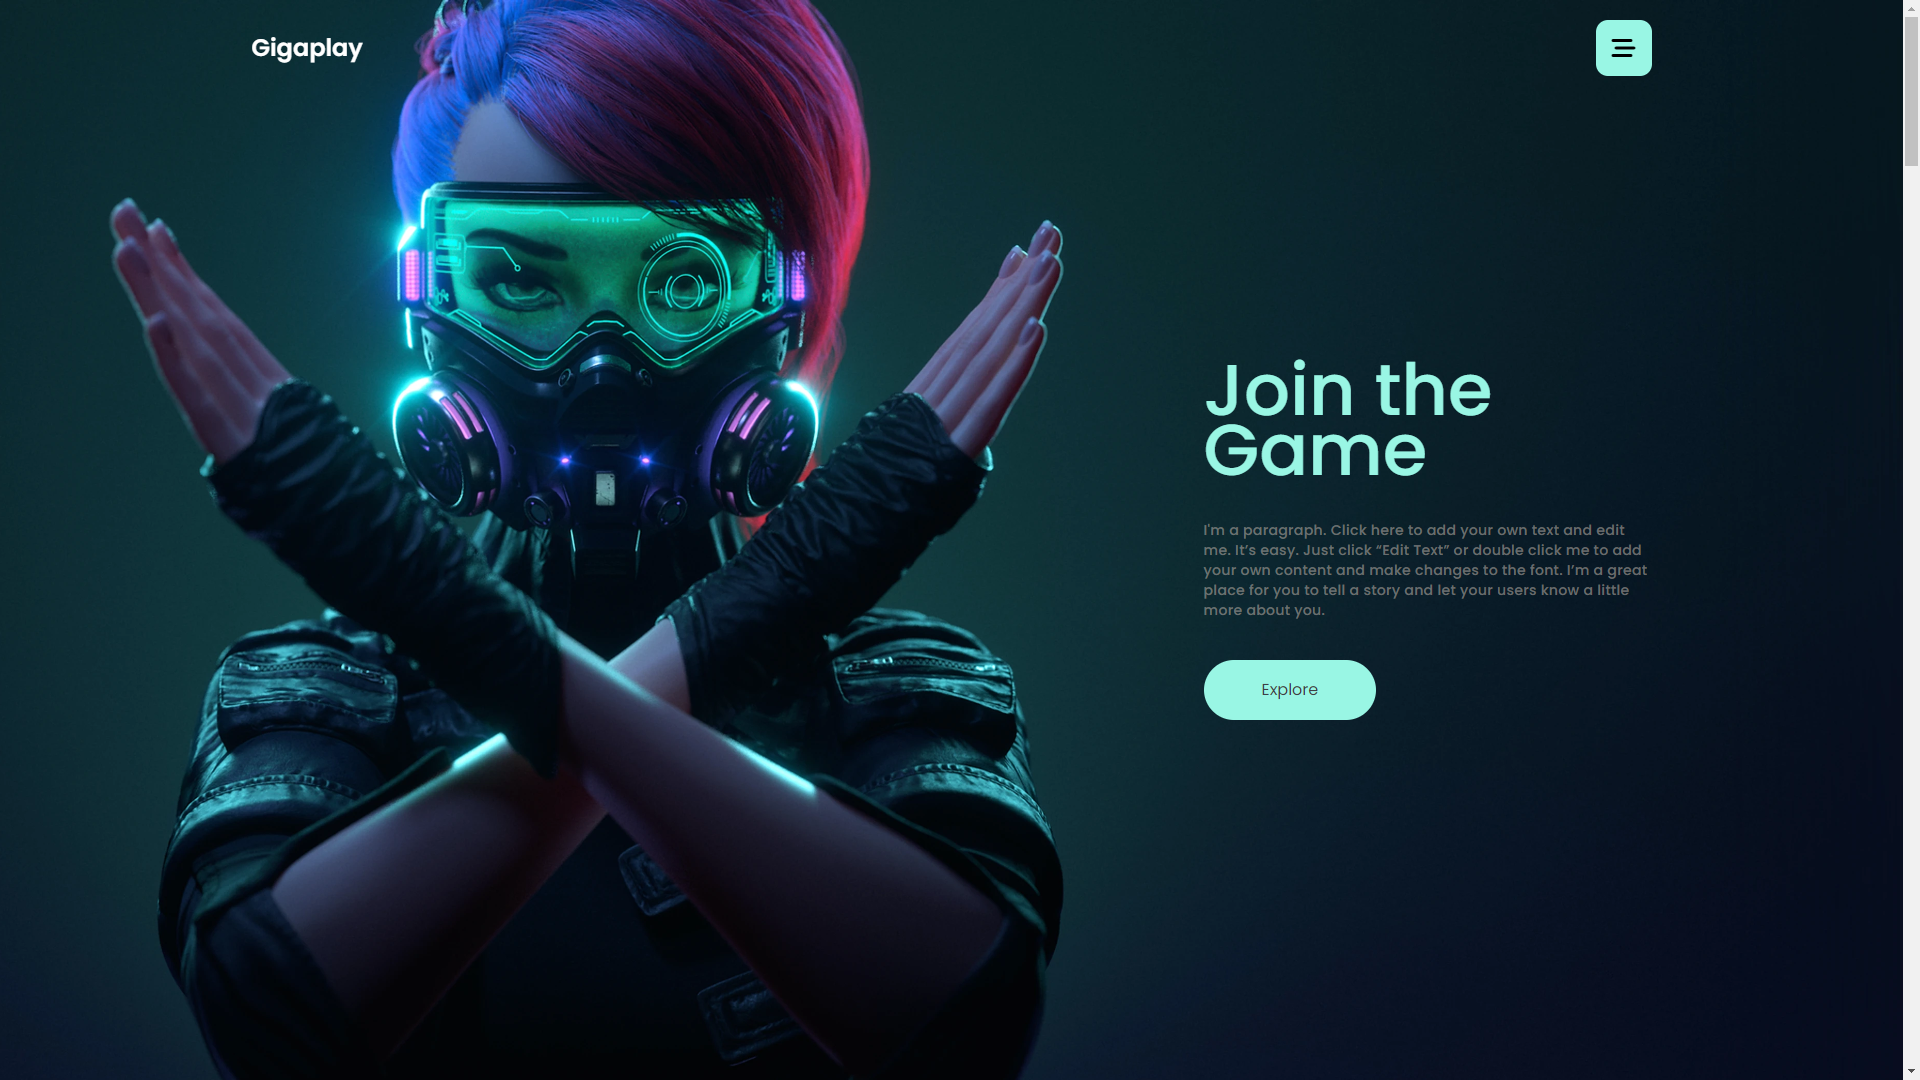 Gigaplay
Join the
Game
I'm a paragraph. Click here to add your own text and edit
me. It’s easy. Just click “Edit Text” or double click me to add
your own content and make changes to the font. I’m a great
place for you to tell a story and let your users know a little
more about you.
Explore